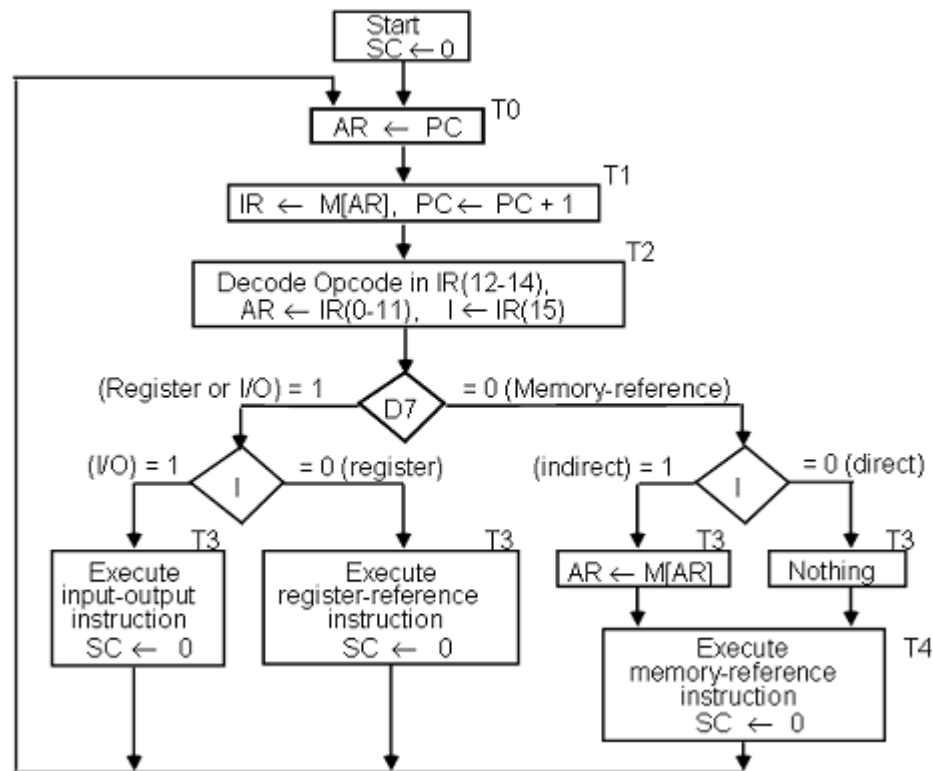 Start
SC ← 0
T0
AR ← PC
T1
IR ← M[AR], PC ← PC + 1
T2
Decode Opcode in IR(12-14),
AR ← IR(0-11), I ← IR(15)
(Register or I/O) = 1
D7
= 0 (Memory-reference)
(I/O) = 1
I
= 0 (register)
(indirect) = 1
I
= 0 (direct)
T3
Execute
input-output
instruction
SC ← 0
T3
Execute
register-reference
instruction
SC ← 0
T3
AR ← M[AR]
T3
Nothing
T4
Execute
memory-reference
instruction
SC ← 0